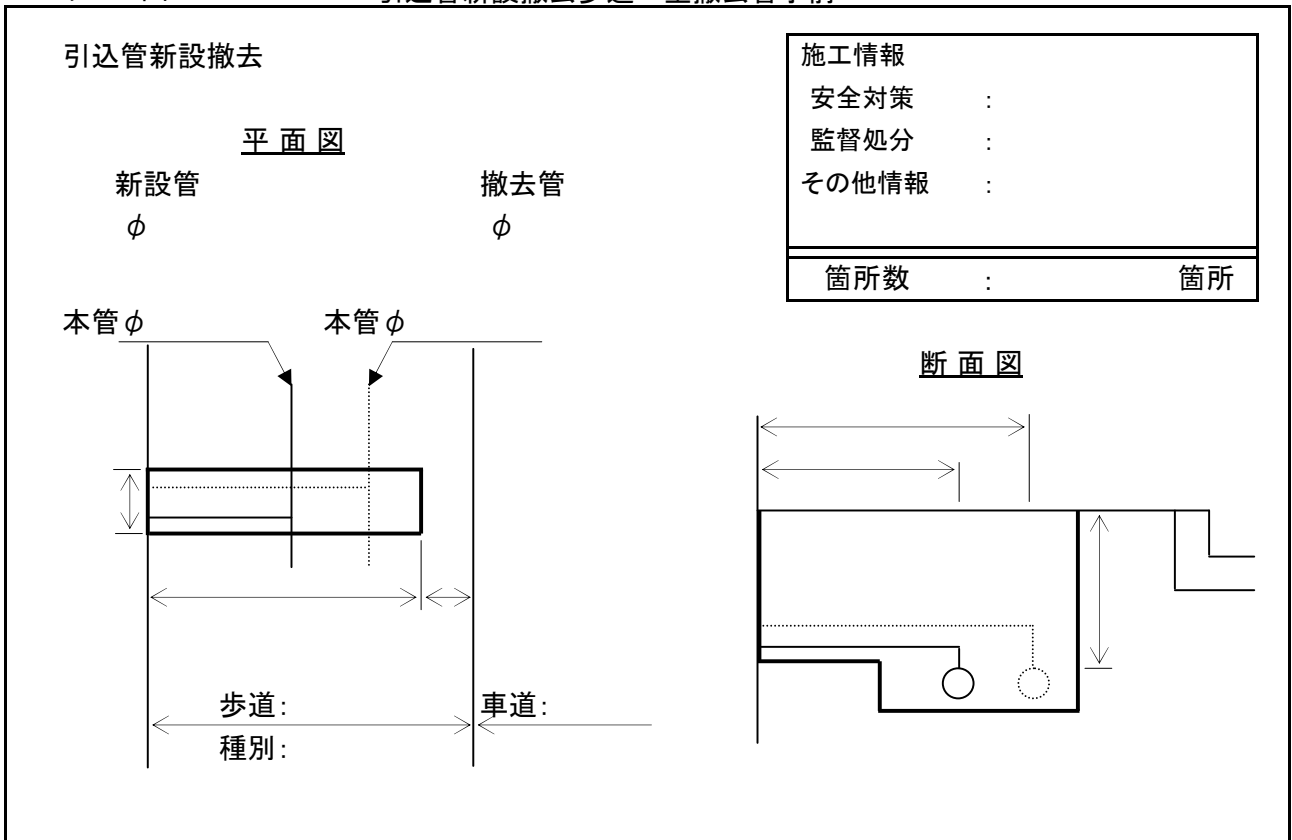 引込管新設撤去
施工情報
安全対策 :
監督処分 :
その他情報 :
箇所数 : 箇所
平 面 図
新設管 撤去管
φ φ
本管φ 本管φ
歩道: 車道:
種別:
断 面 図